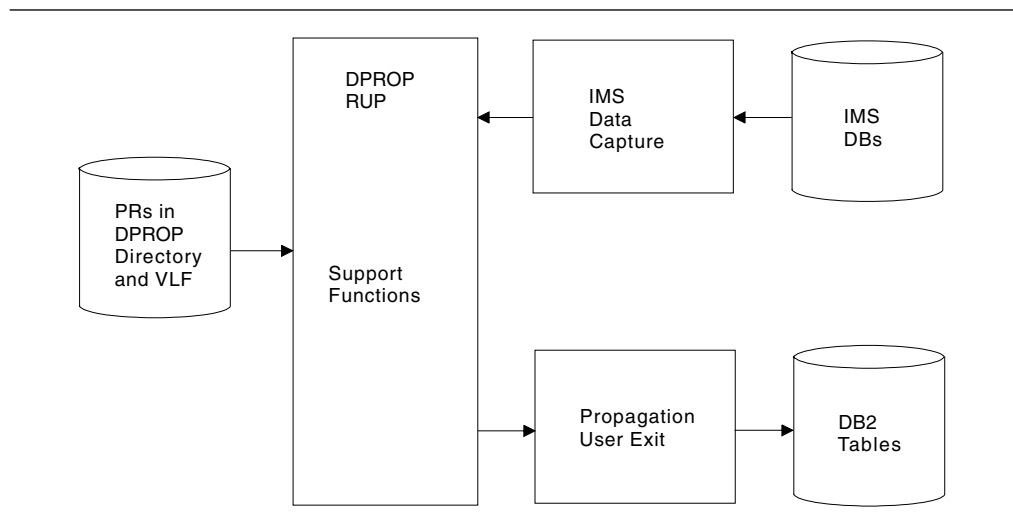 DPROP
RUP
IMS
Data
Capture
IMS
DBs
PRs in
DPROP
Directory
and VLF
Support
Functions
Propagation
User Exit
DB2
Tables